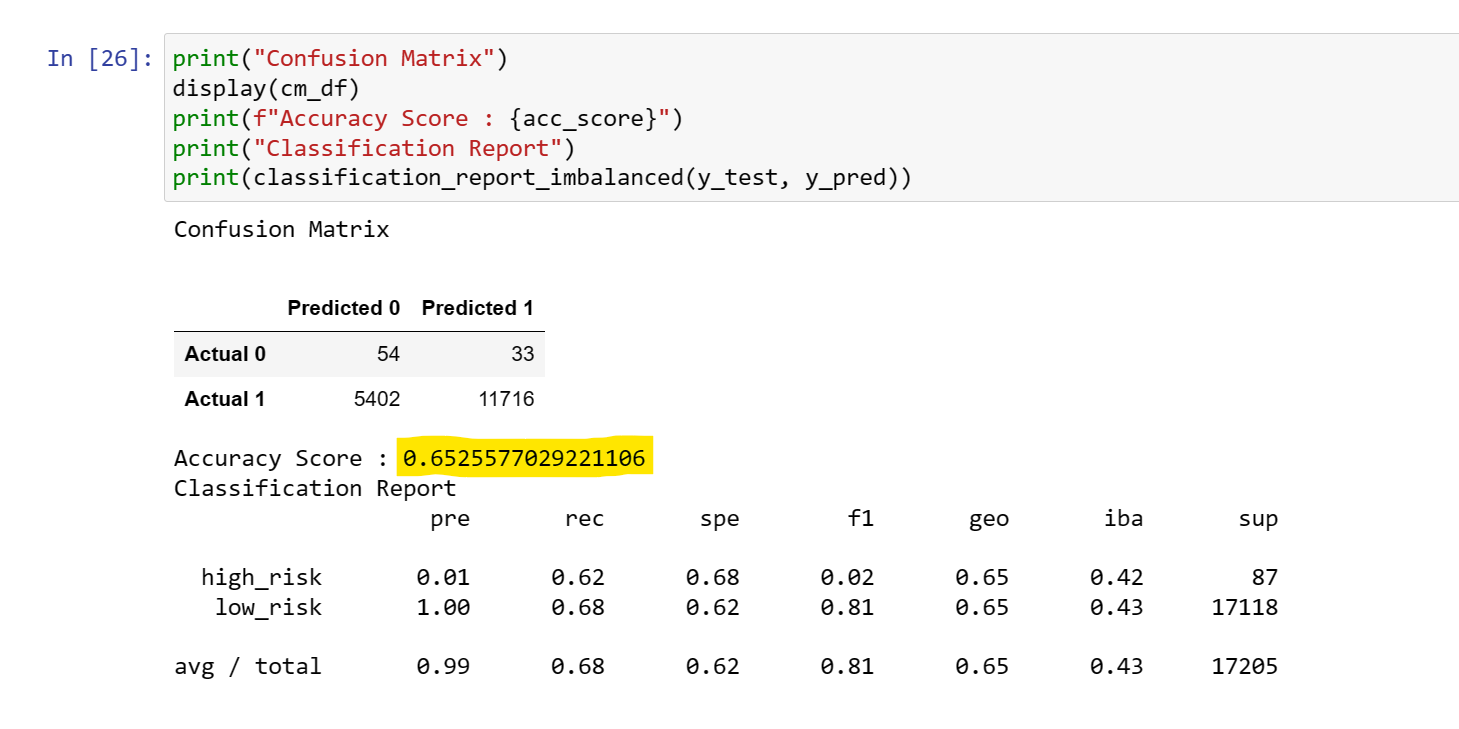 In [26]: print("Confusion Matrix")
display(cm_df)
print(f"Accuracy Score : {acc_score}")
print("Classification Report")
print(classification_report_imbalanced(y_test, y_pred))
Confusion Matrix
Predicted 0 Predicted 1
Actual 0 54 33
Actual 1 5402 11716
Accuracy Score : 0.6525577029221106
Classification Report
pre rec spe f1 geo iba sup
high_risk 0.01 0.62 0.68 0.02 0.65 0.42 87
low_risk 1.00 0.68 0.62 0.81 0.65 0.43 17118
avg / total 0.99 0.68 0.62 0.81 0.65 0.43 17205